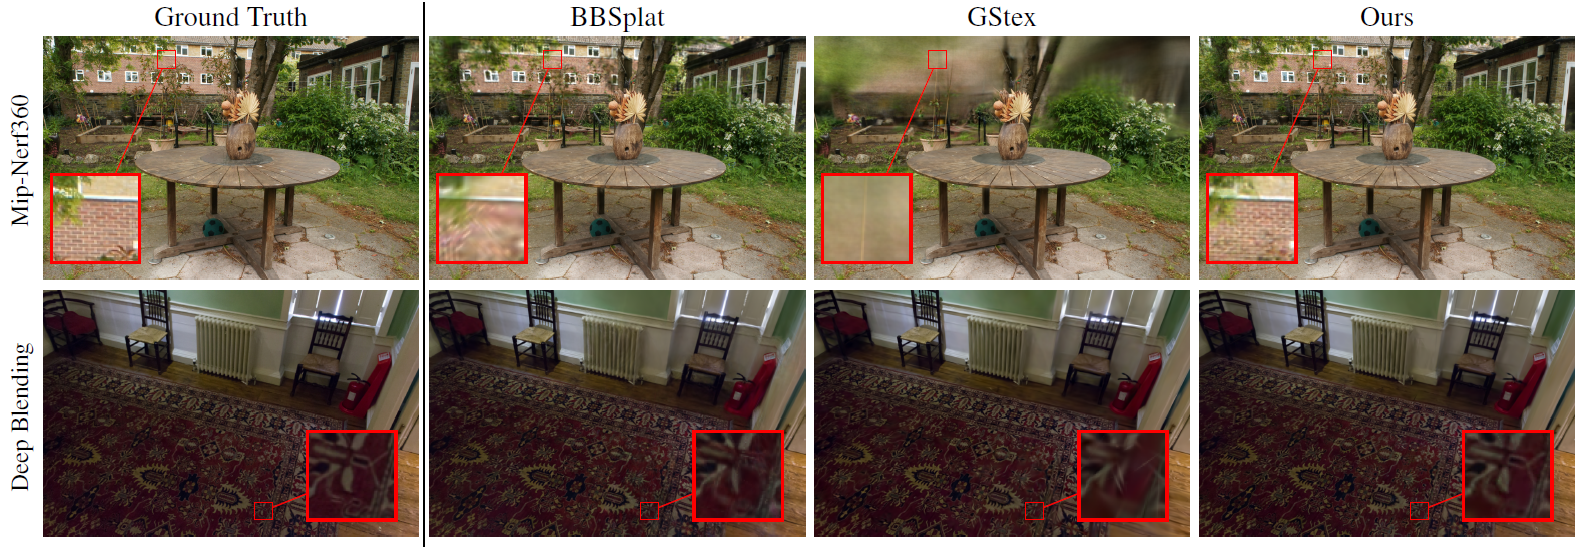 Ground Truth
BBSplat
GStex
Ours
Mip-Nerf360
Deep Blending